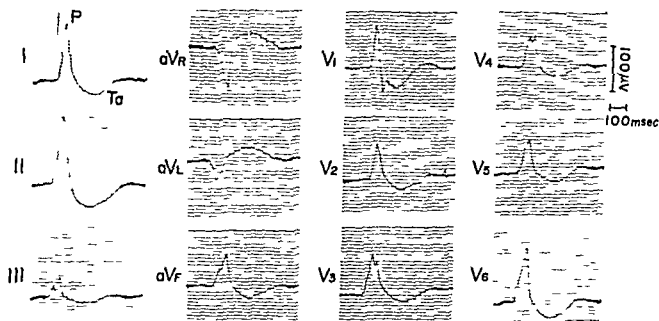 I P Ta aVR V1 V4 100μV
100msec
II aVL V2 V5
III aVF V3 V6